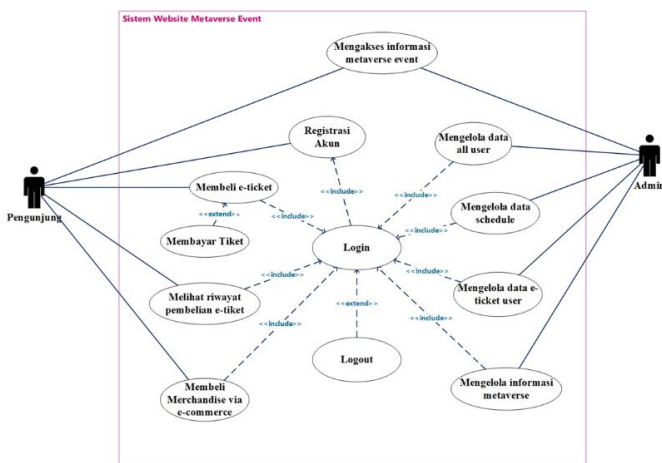 Sistem Website Metaverse Event
Mengakses informasi
metaverse event
Registrasi
Akun
Mengelola data
all user
Membeli e-ticket
<<include>>
<<include>>
<<extend>>
<<include>>
Mengelola data
schedule
<<include>>
Pengunjung
Admin
Membayar Tiket
Login
<<include>>
<<include>>
Melihat riwayat
pembelian e-tiket
Mengelola data e-
ticket user
<<extend>>
<<include>>
<<include>>
Logout
Membeli
Merchandise via
e-commerce
Mengelola informasi
metaverse